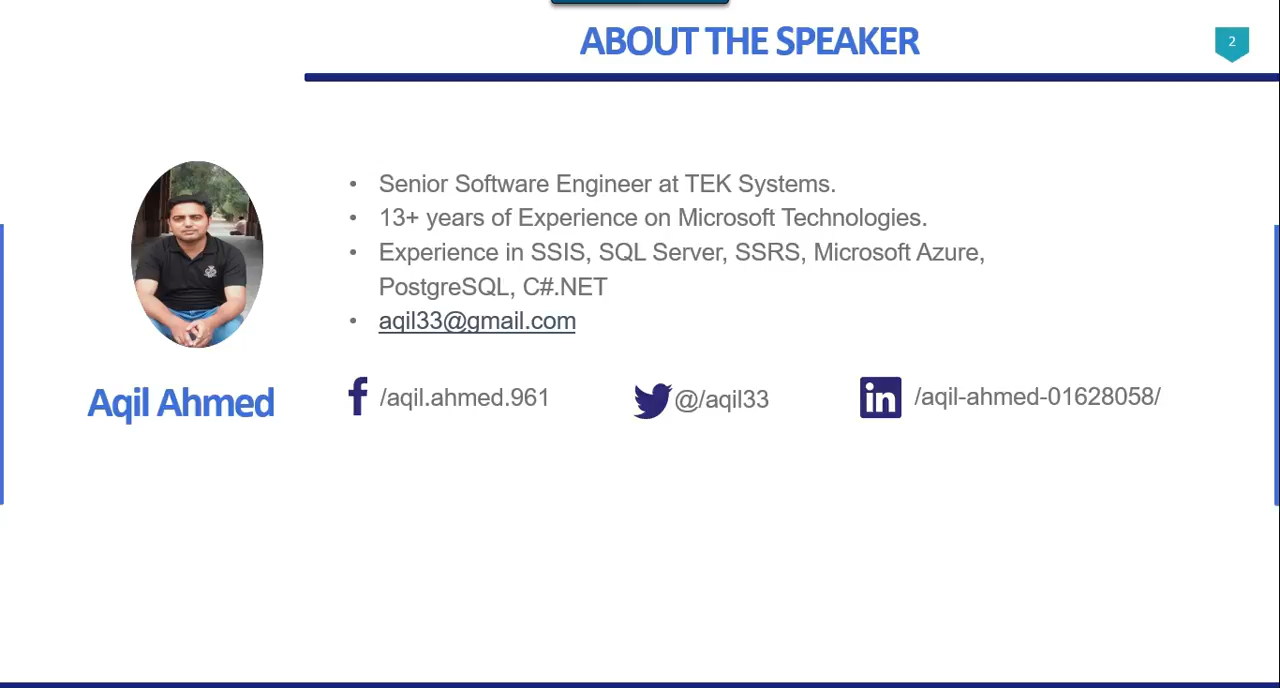 ABOUT THE SPEAKER
2
• Senior Software Engineer at TEK Systems.
• 13+ years of Experience on Microsoft Technologies.
• Experience in SSIS, SQL Server, SSRS, Microsoft Azure,
PostgreSQL, C#.NET
• aqil33@gmail.com
Aqil Ahmed
/aqil.ahmed.961
@/aqil33
in /aqil-ahmed-01628058/